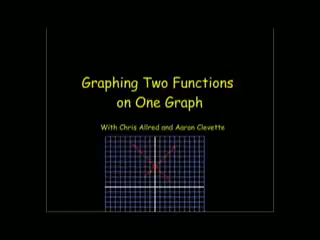 Graphing Two Functions
on One Graph
With Chris Allred and Aaron Clevette